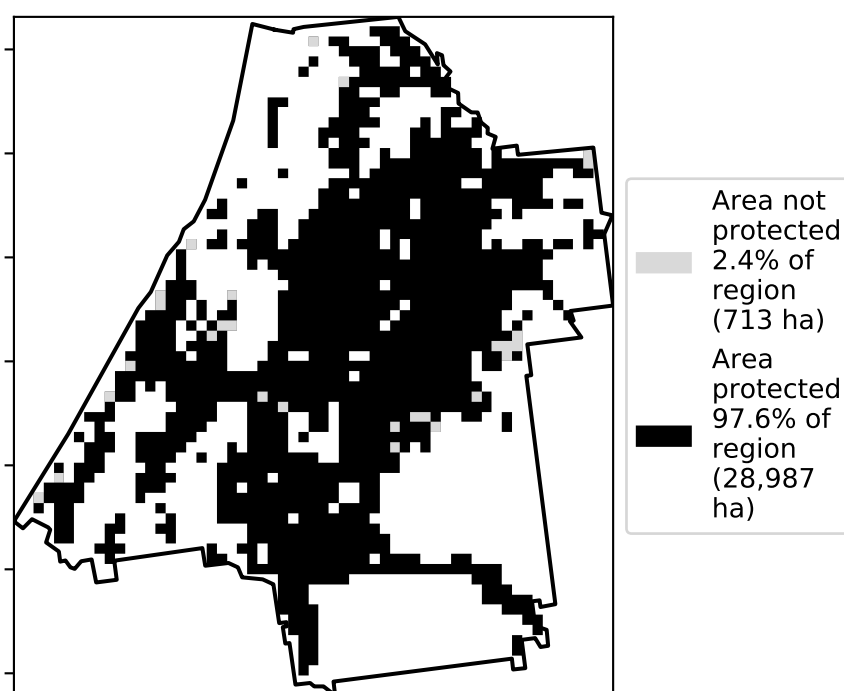 Area not
protected
2.4% of
region
(713 ha)
Area
protected
97.6% of
region
(28,987
ha)